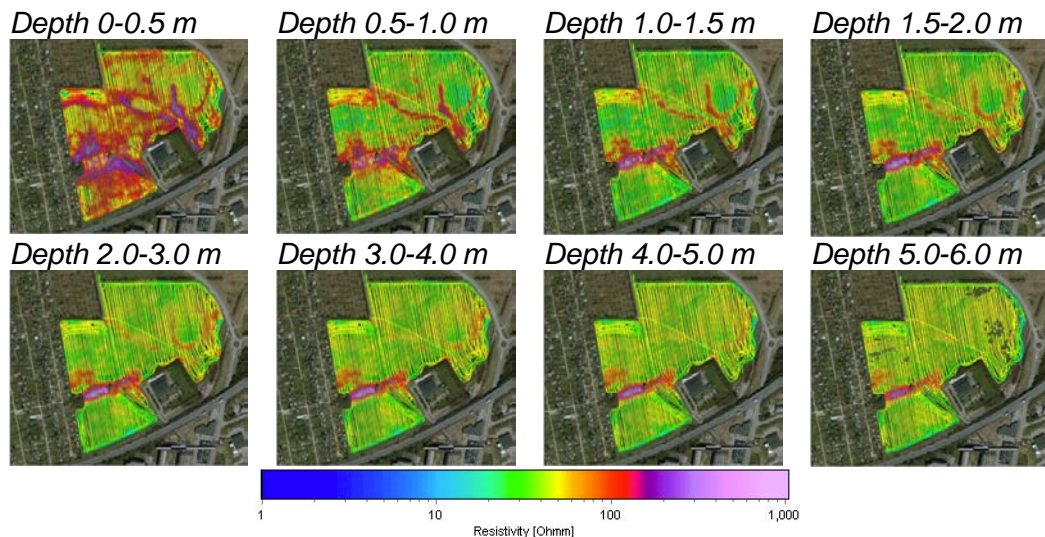 Depth 0-0.5 m
Depth 0.5-1.0 m
Depth 1.0-1.5 m
Depth 1.5-2.0 m
Depth 2.0-3.0 m
Depth 3.0-4.0 m
Depth 4.0-5.0 m
Depth 5.0-6.0 m
1 10 100 1,000
Resistivity [Ohmm]